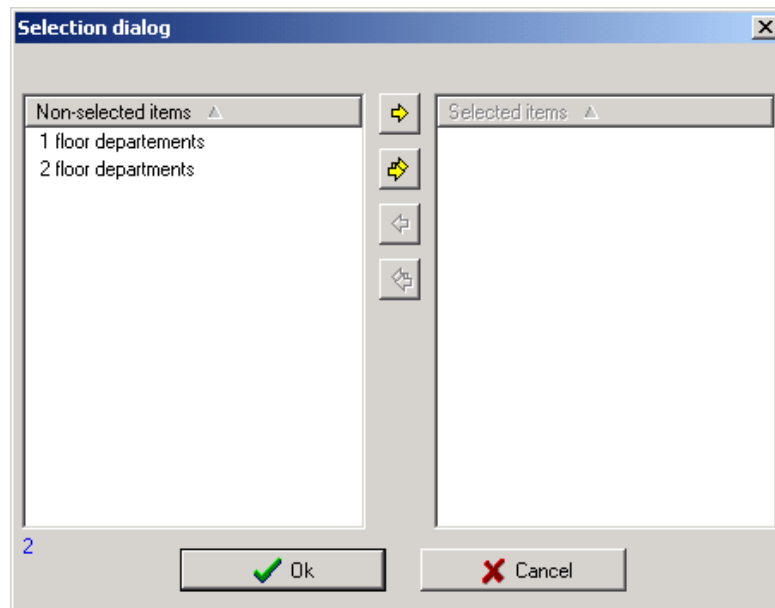 Selection dialog
Non-selected items
Selected items
1 floor departements
2 floor departments
2
Ok
Cancel